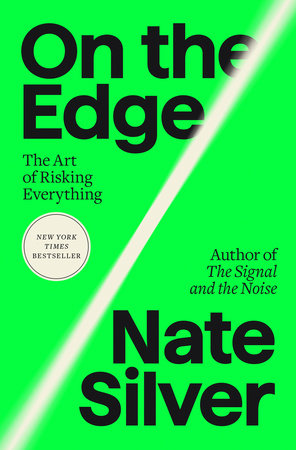 On the
Edge
The Art
of Risking
Everything
NEW YORK
TIMES
BESTSELLER
Author of
The Signal
and the Noise
Nate
Silver